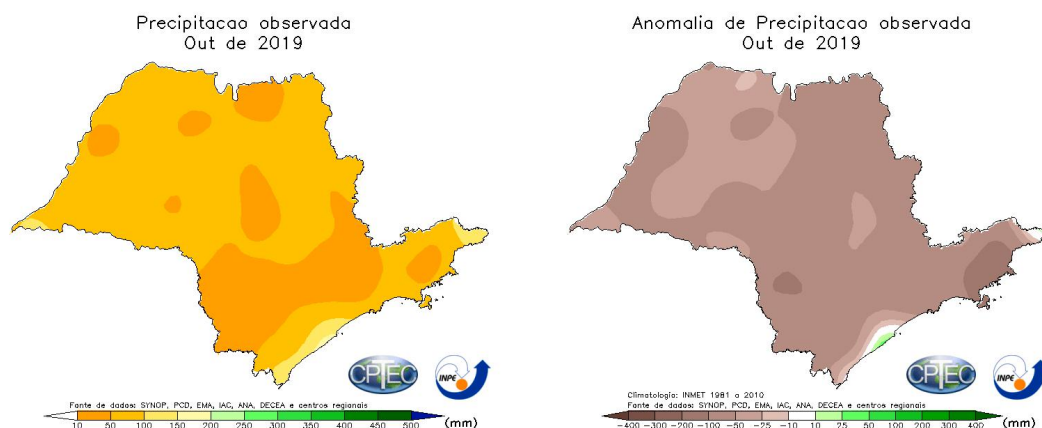 Precipitacao observada
Out de 2019
CPTEC
INPE
Fonte de dados: SYNOP, PCD, EMA, IAC, ANA, DECEA e centros regionais
10 50 100 150 200 250 300 350 400 450 500 (mm)
Anomalia de Precipitacao observada
Out de 2019
CPTEC
INPE
Climatologia: INMET 1981 a 2010
Fonte de dados: SYNOP, PCD, EMA, IAC, ANA, DECEA e centros regionais
-400 -300 -200 -100 -50 -25 -10 10 25 50 100 200 300 400 (mm)